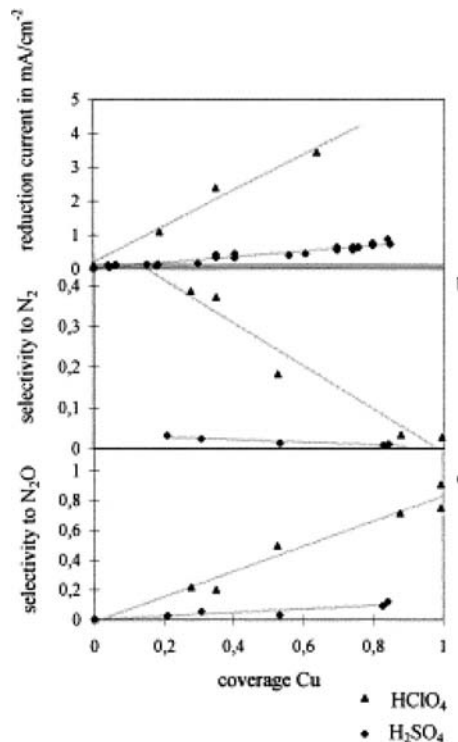 reduction current in mA/cm⁻²
5
4
3
2
1
0
selectivity to N₂
0,4
0,3
0,2
0,1
0
selectivity to N₂O
1
0,8
0,6
0,4
0,2
0
0 0,2 0,4 0,6 0,8 1
coverage Cu
▲ HClO₄
◆ H₂SO₄